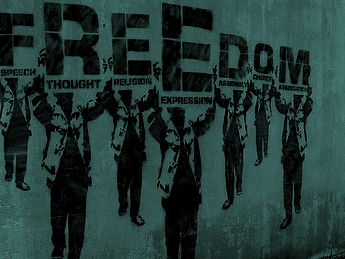 FREEDOM
SPEECH
THOUGHT
RELIGION
EXPRESSION
ASSEMBLY
CHOICE
ASSOCIATION